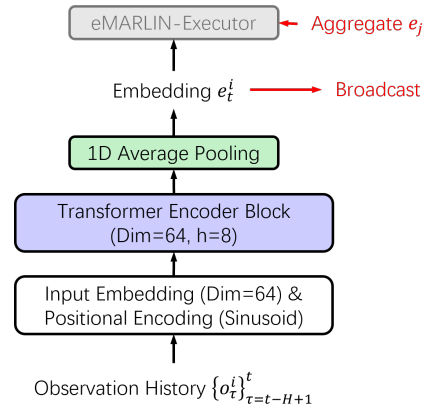 eMARLIN-Executor
Aggregate e_j
Embedding e_t^i
Broadcast
1D Average Pooling
Transformer Encoder Block
(Dim=64, h=8)
Input Embedding (Dim=64) &
Positional Encoding (Sinusoid)
Observation History {o_τ^i}_{τ=t−H+1}^t